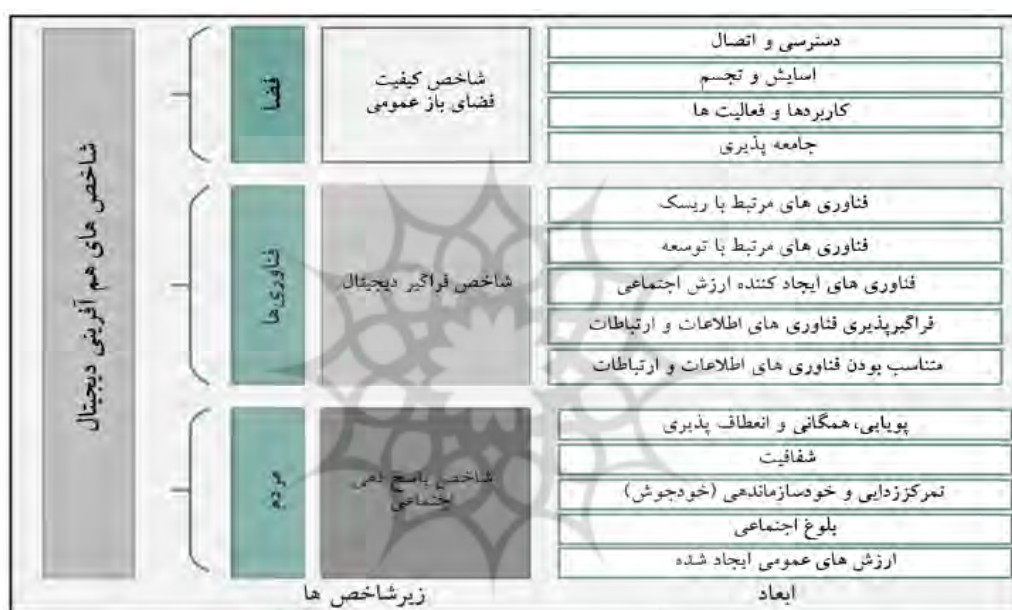 شاخص های هم آفرینی دیجیتال
فضا
شاخص کیفیت
فضای باز عمومی
دسترسی و اتصال
اسایش و تجسم
کاربردها و فعالیت ها
جامعه پذیری
فناوری‌ها
شاخص فراگیر دیجیتال
فناوری های مرتبط با ریسک
فناوری های مرتبط با توسعه
فناوری های ایجاد کننده ارزش اجتماعی
فراگیرپذیری فناوری های اطلاعات و ارتباطات
متناسب بودن فناوری های اطلاعات و ارتباطات
مردم
شاخص پاسخ دهی
اجتماعی
پویایی، همگانی و انعطاف پذیری
شفافیت
تمرکززدایی و خودسازماندهی (خودجوش)
بلوغ اجتماعی
ارزش های عمومی ایجاد شده
زیرشاخص ها
ابعاد